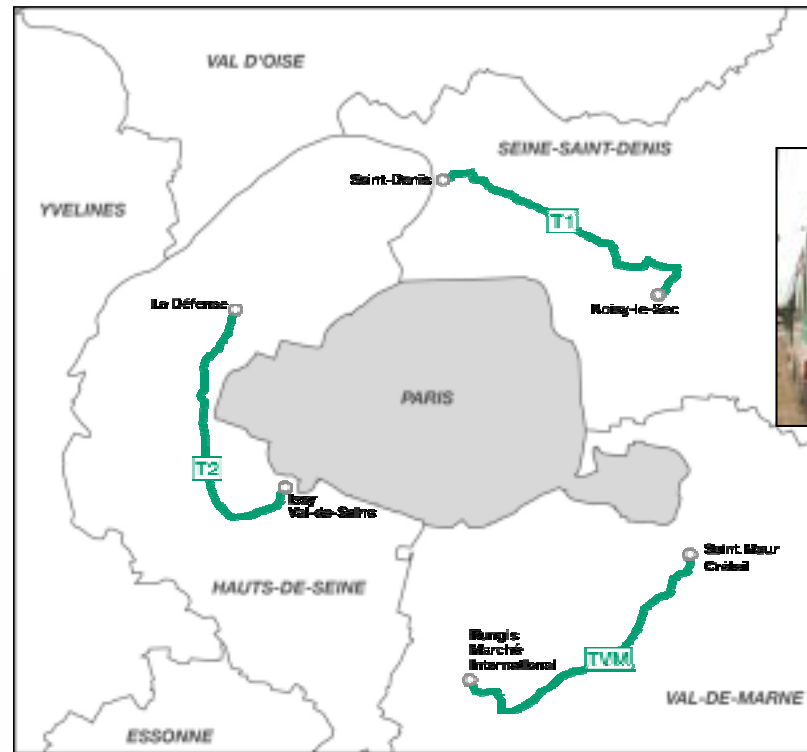 VAL D'OISE
SEINE-SAINT-DENIS
Saint-Denis
YVELINES
T1
La Défense
Noisy-le-Sec
PARIS
T2
Issy
Val-de-Seine
Saint Maur
Créteil
HAUTS-DE-SEINE
Rungis
Marché
International
TVM
VAL-DE-MARNE
ESSONNE